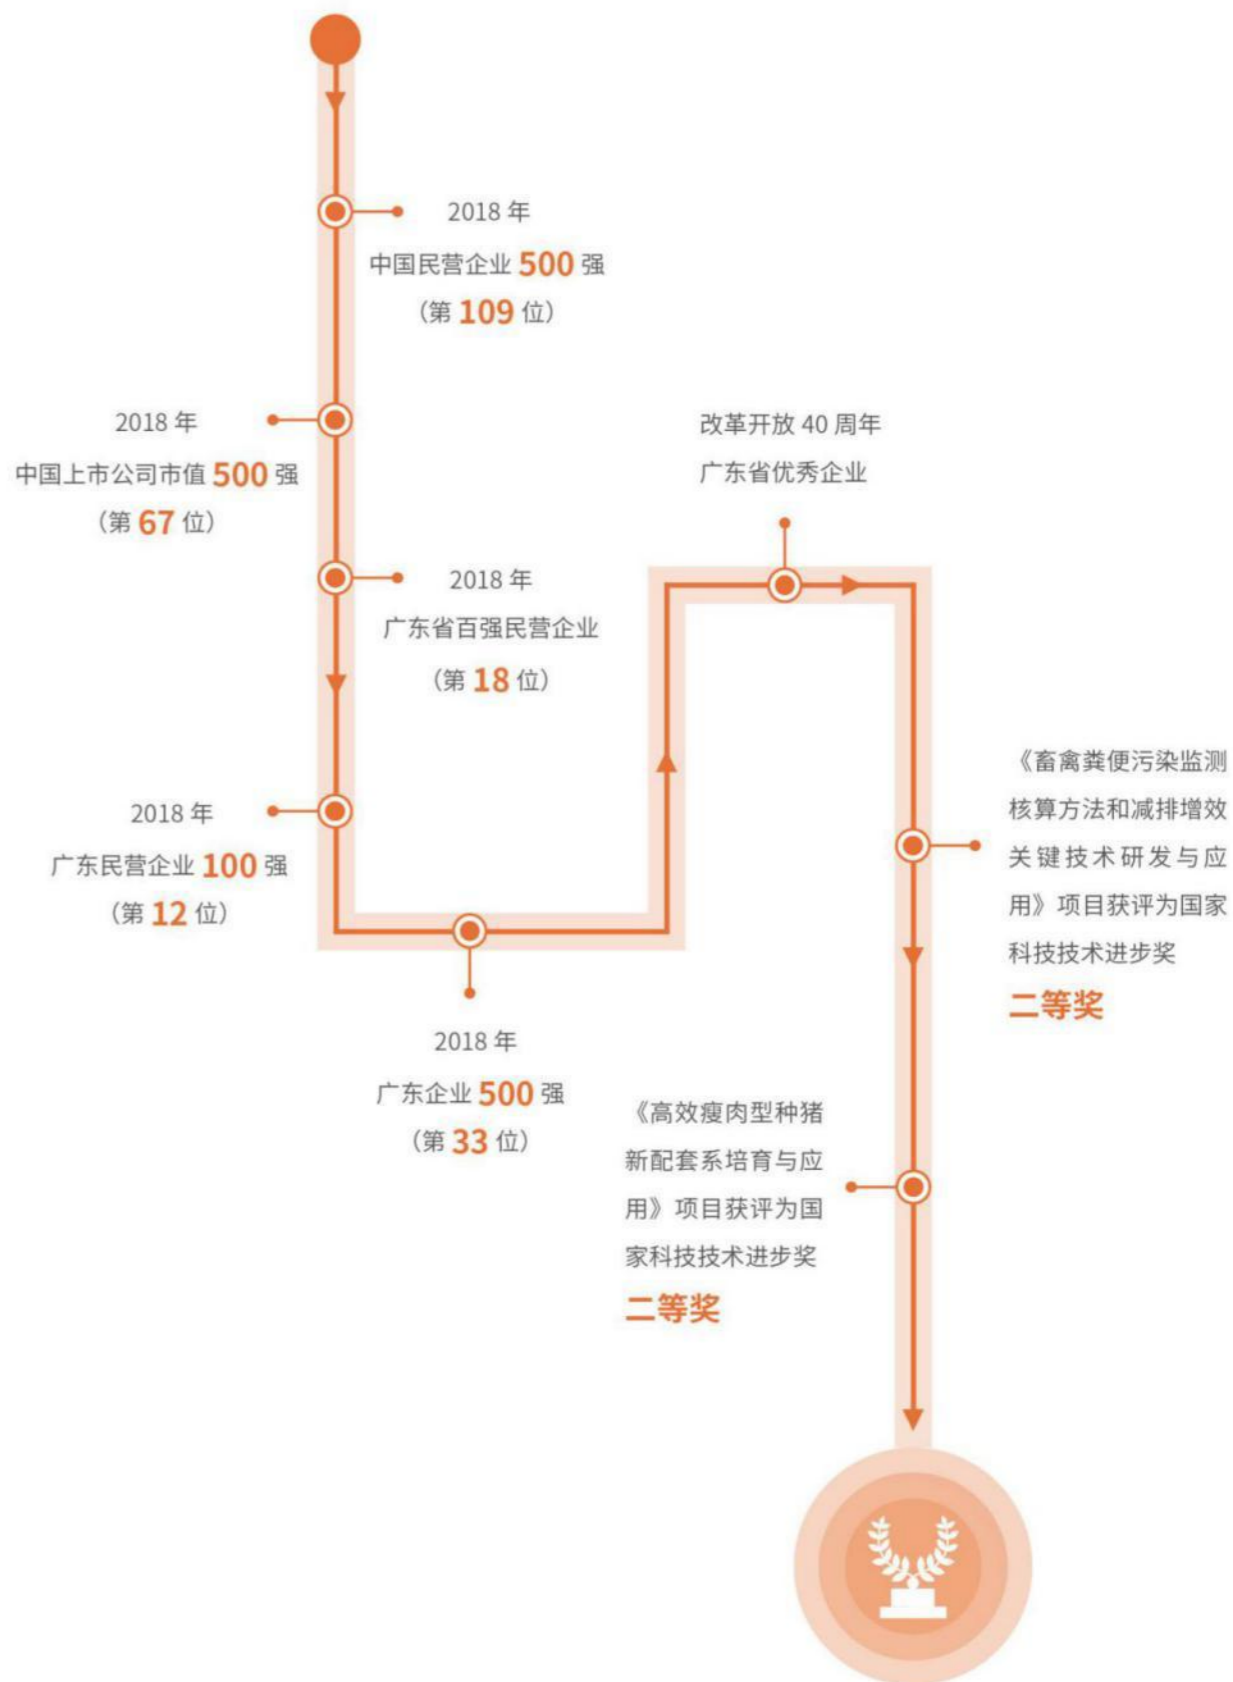 2018 年
中国民营企业 500 强
（第 109 位）
2018 年
中国上市公司市值 500 强
（第 67 位）
2018 年
广东省百强民营企业
（第 18 位）
2018 年
广东民营企业 100 强
（第 12 位）
2018 年
广东企业 500 强
（第 33 位）
改革开放 40 周年
广东省优秀企业
《畜禽粪便污染监测
核算方法和减排增效
关键技术研发与应
用》项目获评为国家
科技技术进步奖
二等奖
《高效瘦肉型种猪
新配套系培育与应
用》项目获评为国
家科技技术进步奖
二等奖